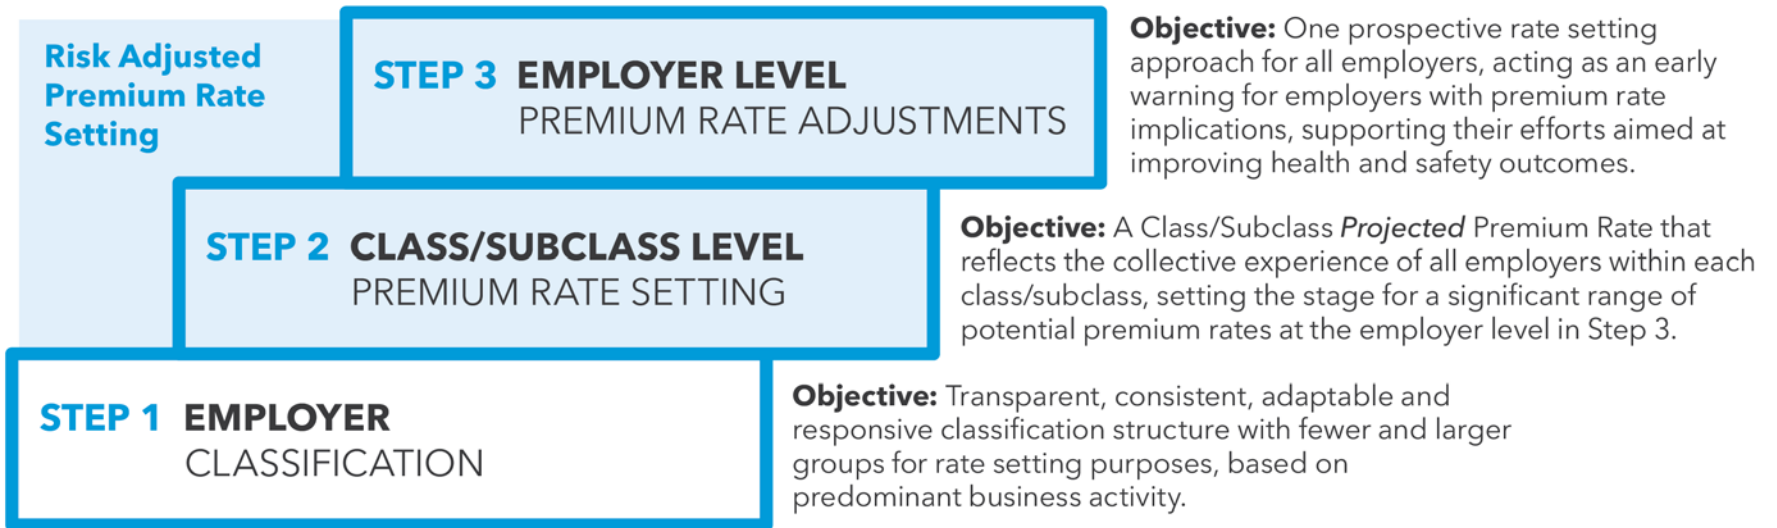 Risk Adjusted
Premium Rate
Setting
STEP 3 EMPLOYER LEVEL
PREMIUM RATE ADJUSTMENTS
Objective: One prospective rate setting
approach for all employers, acting as an early
warning for employers with premium rate
implications, supporting their efforts aimed at
improving health and safety outcomes.
STEP 2 CLASS/SUBCLASS LEVEL
PREMIUM RATE SETTING
Objective: A Class/Subclass Projected Premium Rate that
reflects the collective experience of all employers within each
class/subclass, setting the stage for a significant range of
potential premium rates at the employer level in Step 3.
STEP 1 EMPLOYER
CLASSIFICATION
Objective: Transparent, consistent, adaptable and
responsive classification structure with fewer and larger
groups for rate setting purposes, based on
predominant business activity.